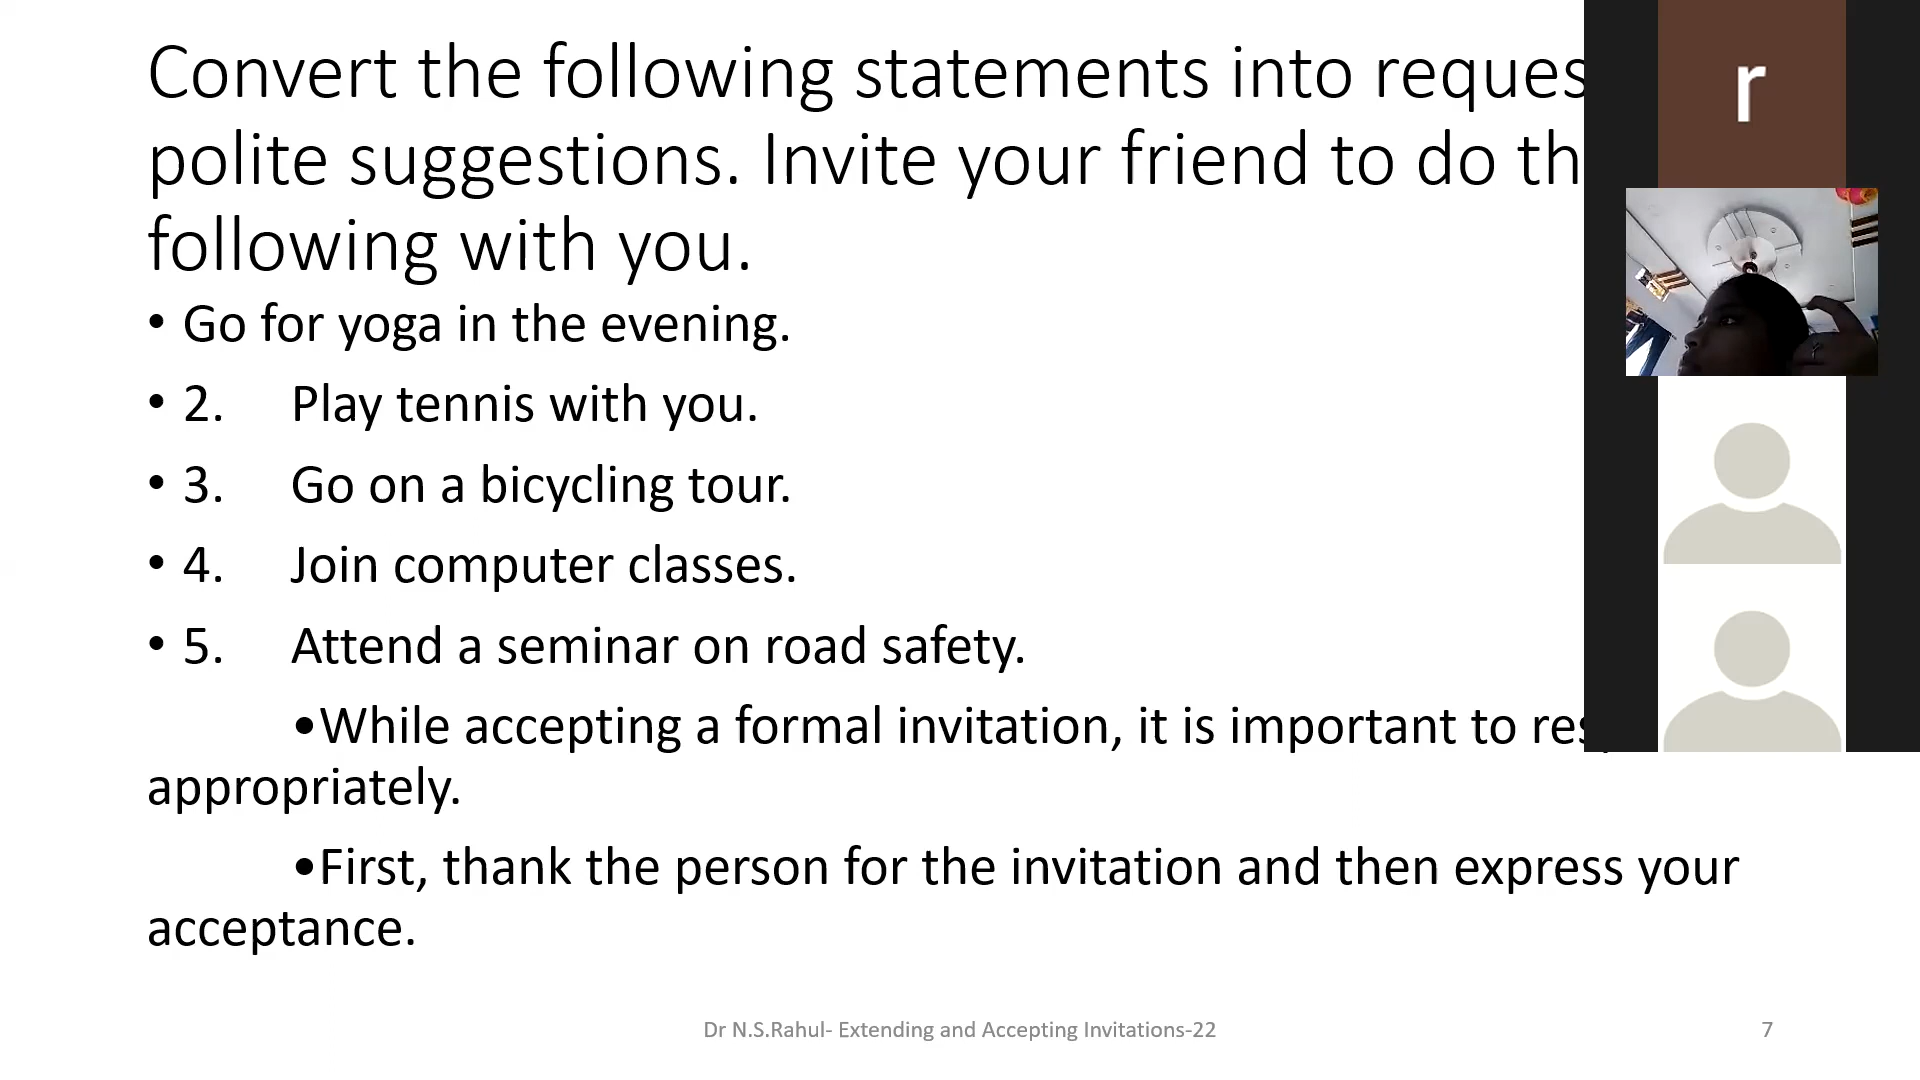 Convert the following statements into
polite suggestions. Invite your friend to do
following with you.
• Go for yoga in the evening.
• 2. Play tennis with you.
• 3. Go on a bicycling tour.
• 4. Join computer classes.
• 5. Attend a seminar on road safety.
•While accepting a formal invitation, it is important to
appropriately.
•First, thank the person for the invitation and then express your
acceptance.
Dr N.S.Rahul- Extending and Accepting Invitations-22
7
r